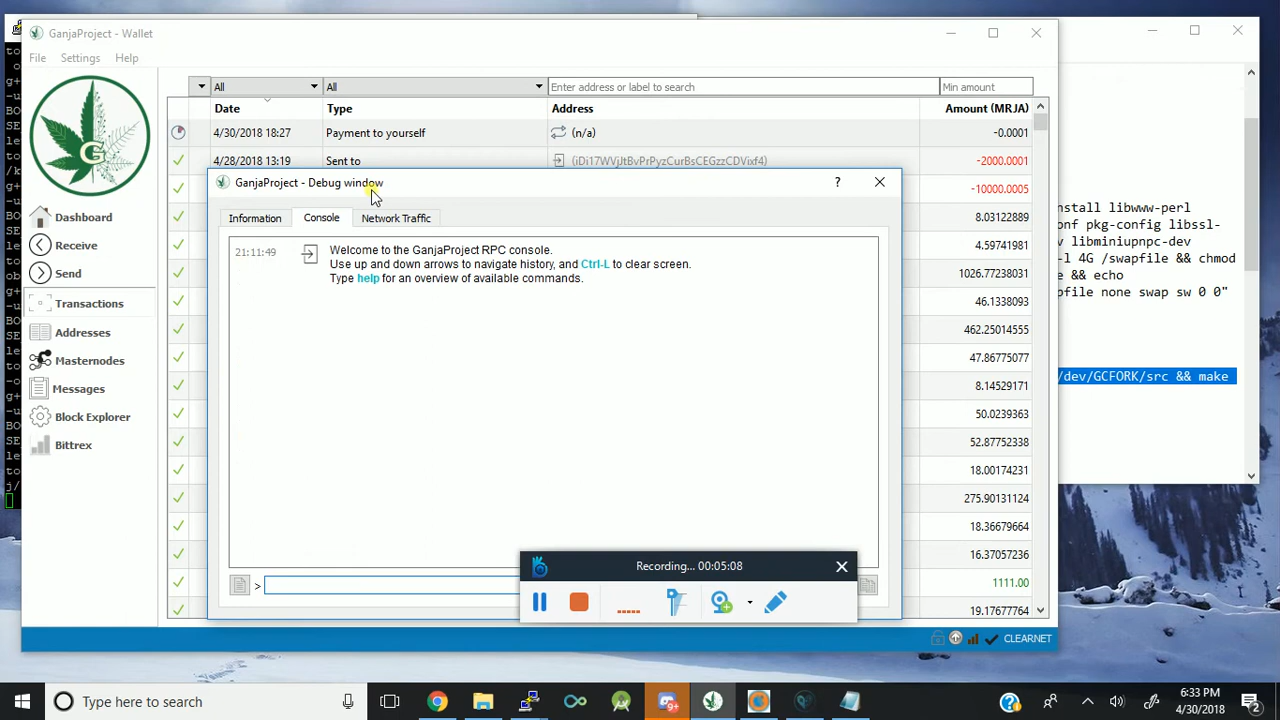 GanjaProject - Wallet
File Settings Help
All All Enter address or label to search Min amount
Date Type Address Amount (MRJA)
4/30/2018 18:27 Payment to yourself (n/a) -0.0001
4/28/2018 13:19 Sent to (iDi17WVjJtBvPrPyzCurBsCEGzzCDVixf4) -2000.0001
-10000.0005
8.03122889
4.59741981
1026.77238031
46.1338093
462.25014555
47.86775077
8.14529171
50.0239363
52.87752338
18.00174231
275.90131124
18.36679664
16.37057236
1111.00
19.17677764
G
Dashboard
Receive
Send
Transactions
Addresses
Masternodes
Messages
Block Explorer
Bittrex
GanjaProject - Debug window
Information Console Network Traffic
21:11:49 Welcome to the GanjaProject RPC console.
Use up and down arrows to navigate history, and Ctrl-L to clear screen.
Type help for an overview of available commands.
>
Recording... 00:05:08
CLEARNET
nstall libwww-perl
onf pkg-config libssl-
libminiupnpc-dev
-l 4G /swapfile && chmod
e && echo
pfile none swap sw 0 0"
/dev/GCFORK/src && make
Type here to search
6:33 PM
4/30/2018
2